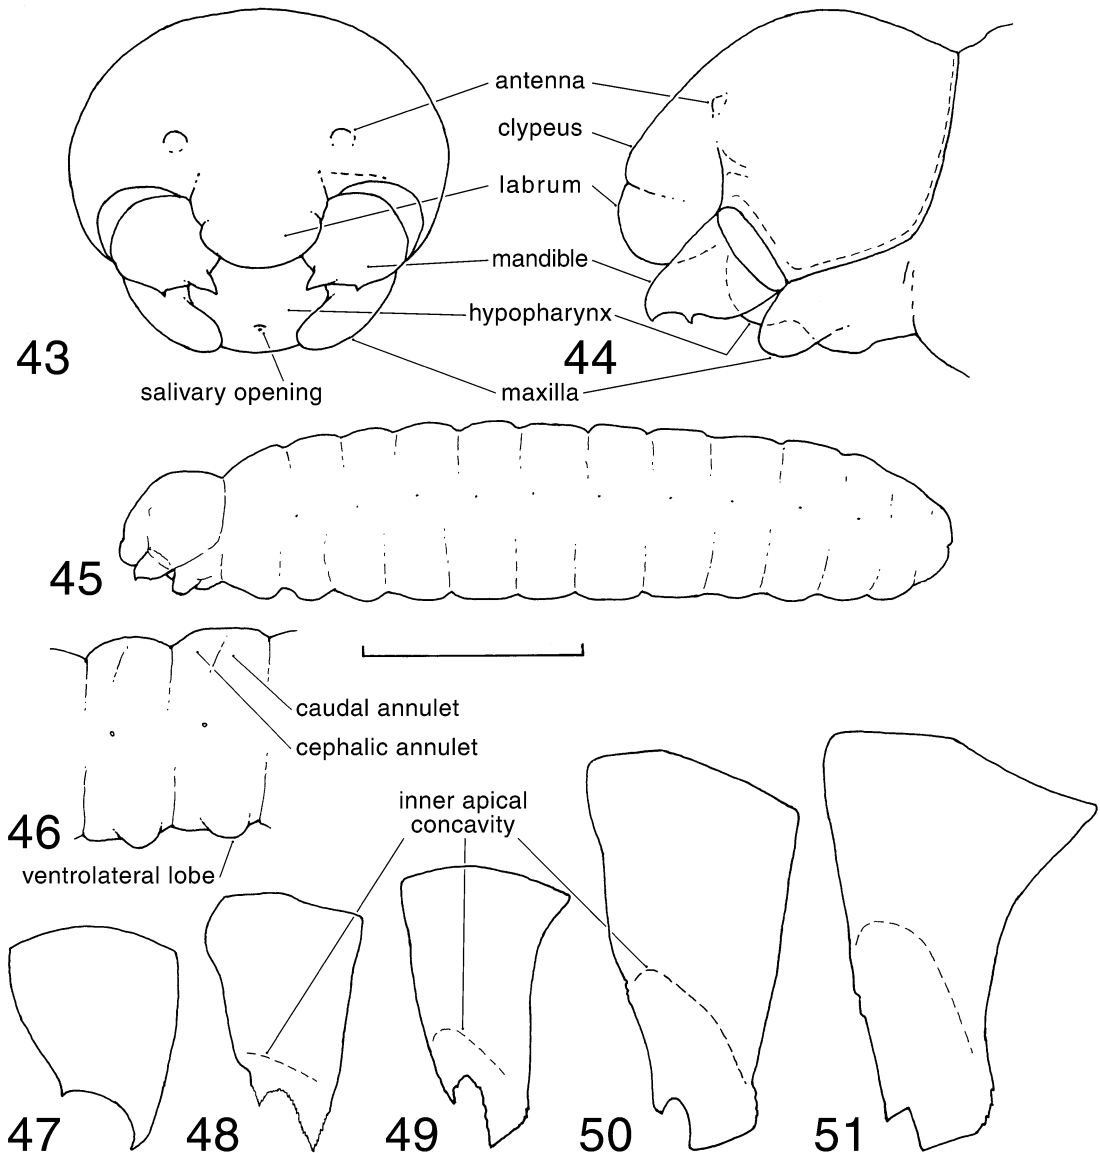 antenna
clypeus
labrum
mandible
hypopharynx
43
44
salivary opening
maxilla
45
caudal annulet
cephalic annulet
46
inner apical
concavity
ventrolateral lobe
47
48
49
50
51